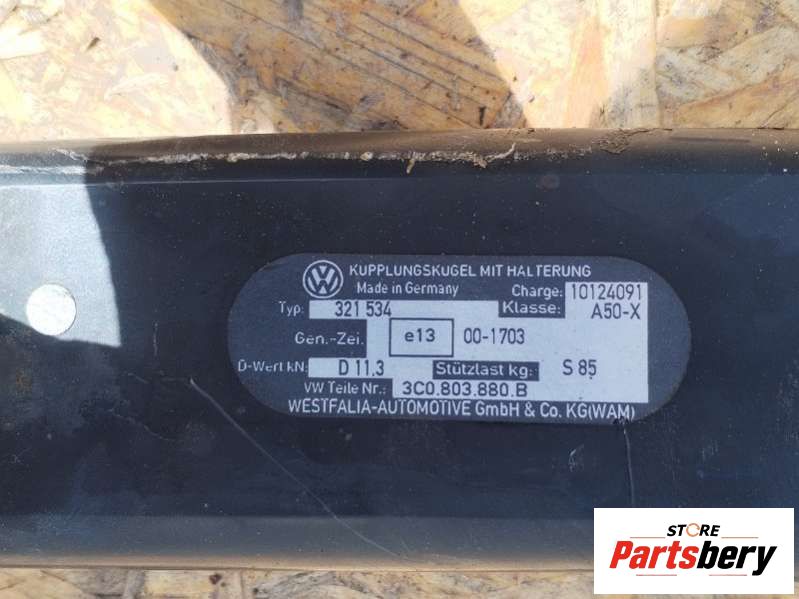 KUPPLUNGSKUGEL MIT HALTERUNG
Made in Germany Charge: 10124091
Typ: 321 534 Klasse: A50-X
Gen.-Zei. e13 00-1703
D-Wert kN: D 11.3 Stützlast kg: S 85
VW Teile Nr.: 3C0.803.880.B
WESTFALIA-AUTOMOTIVE GmbH & Co. KG(WAM)
STORE
Partsbery